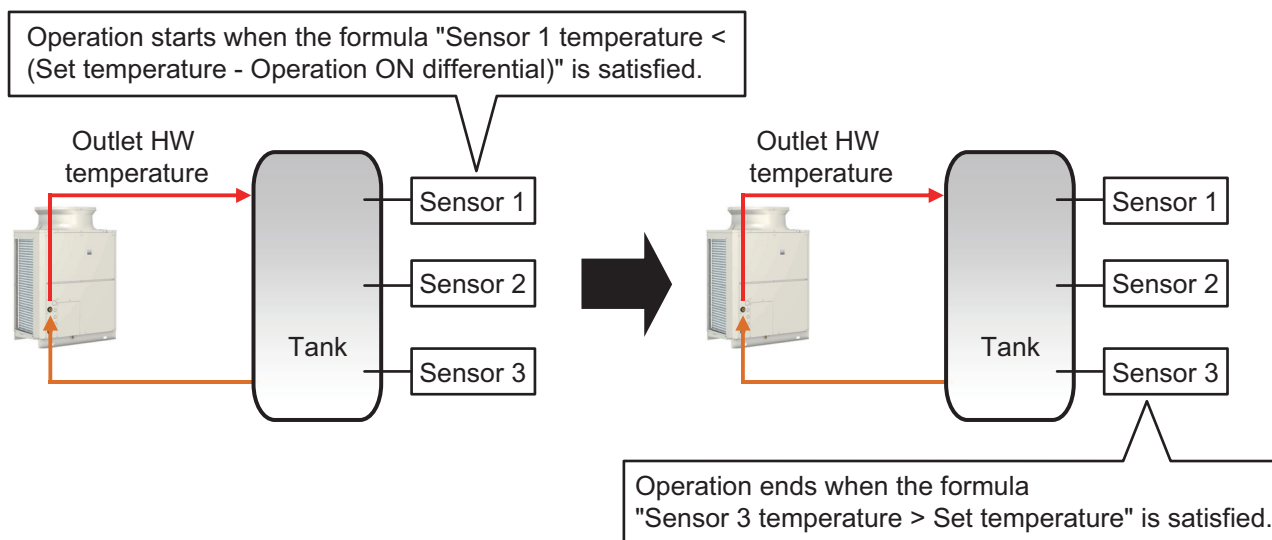 Operation starts when the formula "Sensor 1 temperature <
(Set temperature - Operation ON differential)" is satisfied.
Outlet HW
temperature
Sensor 1
Sensor 2
Tank
Sensor 3
Outlet HW
temperature
Sensor 1
Sensor 2
Tank
Sensor 3
Operation ends when the formula
"Sensor 3 temperature > Set temperature" is satisfied.